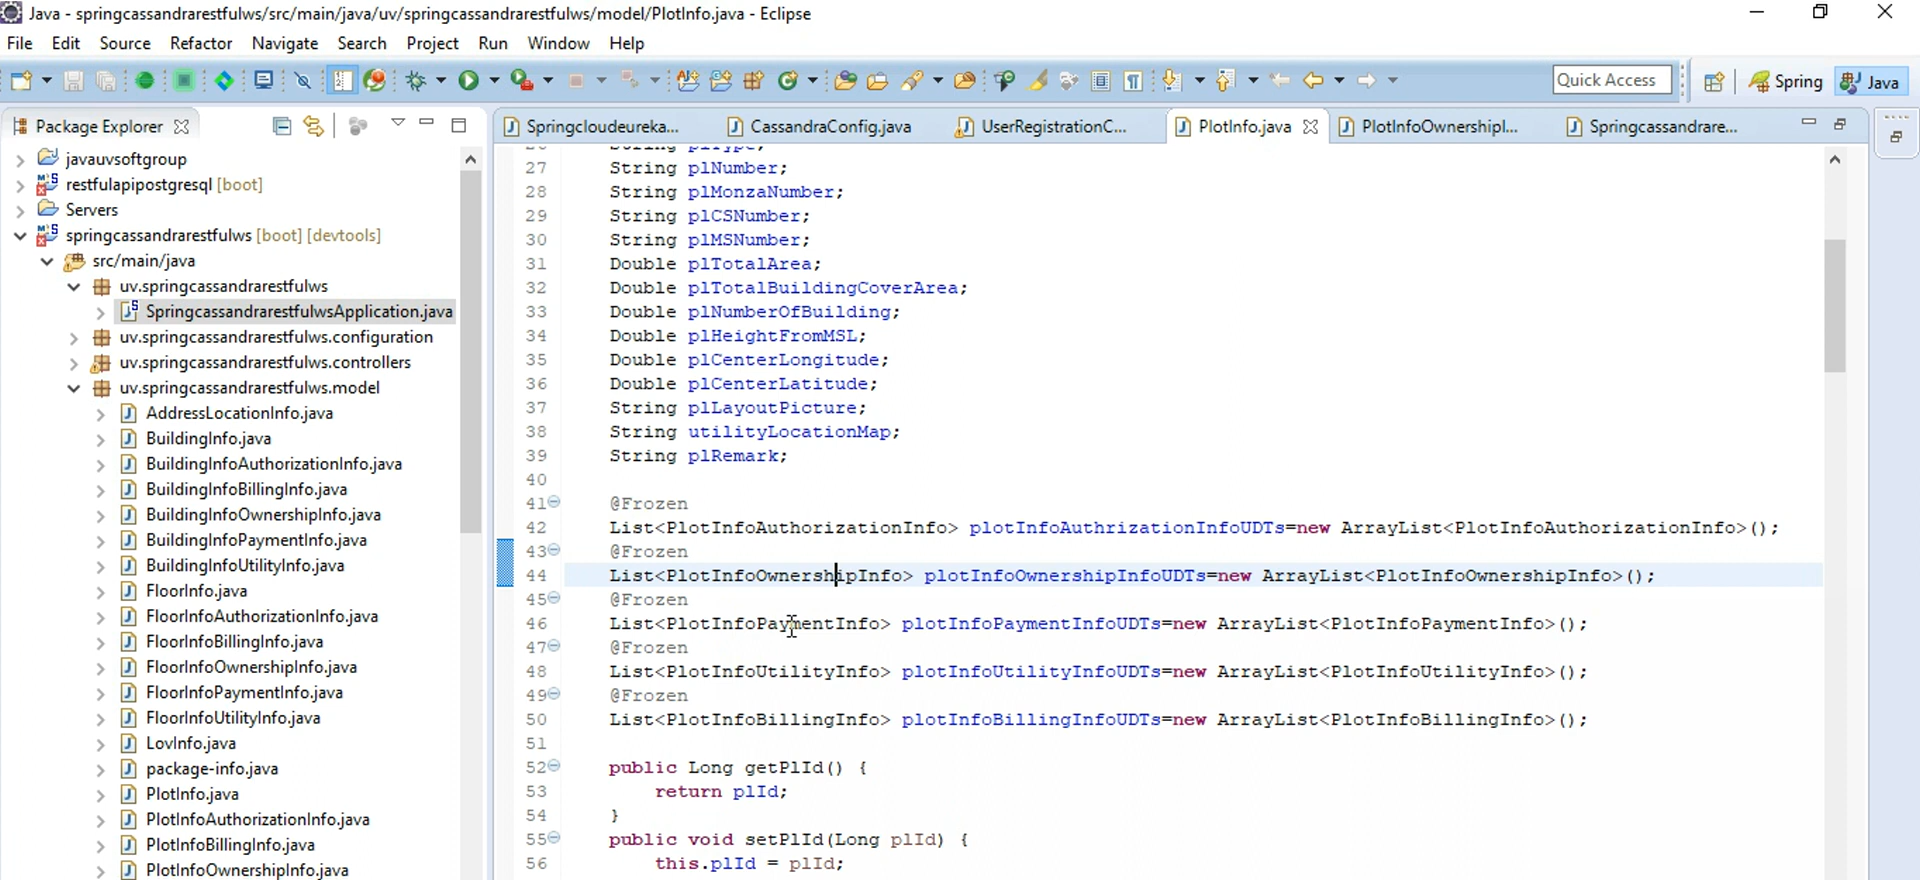 Java - springcassandrarestfulws/src/main/java/uv/springcassandrarestfulws/model/PlotInfo.java - Eclipse
File Edit Source Refactor Navigate Search Project Run Window Help
Quick Access Spring Java
Package Explorer
Springcloudeureka... CassandraConfig.java UserRegistrationC... PlotInfo.java PlotInfoOwnershipI... Springcassandrare...
javauvsoftgroup
restfulapipostgresql [boot]
Servers
springcassandrarestfulws [boot] [devtools]
src/main/java
uv.springcassandrarestfulws
SpringcassandrarestfulwsApplication.java
uv.springcassandrarestfulws.configuration
uv.springcassandrarestfulws.controllers
uv.springcassandrarestfulws.model
AddressLocationInfo.java
BuildingInfo.java
BuildingInfoAuthorizationInfo.java
BuildingInfoBillingInfo.java
BuildingInfoOwnershipInfo.java
BuildingInfoPaymentInfo.java
BuildingInfoUtilityInfo.java
FloorInfo.java
FloorInfoAuthorizationInfo.java
FloorInfoBillingInfo.java
FloorInfoOwnershipInfo.java
FloorInfoPaymentInfo.java
FloorInfoUtilityInfo.java
LovInfo.java
package-info.java
PlotInfo.java
PlotInfoAuthorizationInfo.java
PlotInfoBillingInfo.java
PlotInfoOwnershipInfo.java
27 String plNumber;
28 String plMonzaNumber;
29 String plCSNumber;
30 String plMSNumber;
31 Double plTotalArea;
32 Double plTotalBuildingCoverArea;
33 Double plNumberOfBuilding;
34 Double plHeightFromMSL;
35 Double plCenterLongitude;
36 Double plCenterLatitude;
37 String plLayoutPicture;
38 String utilityLocationMap;
39 String plRemark;
40
41 @Frozen
42 List<PlotInfoAuthorizationInfo> plotInfoAuthrizationInfoUDTs=new ArrayList<PlotInfoAuthorizationInfo>();
43 @Frozen
44 List<PlotInfoOwnershipInfo> plotInfoOwnershipInfoUDTs=new ArrayList<PlotInfoOwnershipInfo>();
45 @Frozen
46 List<PlotInfoPaymentInfo> plotInfoPaymentInfoUDTs=new ArrayList<PlotInfoPaymentInfo>();
47 @Frozen
48 List<PlotInfoUtilityInfo> plotInfoUtilityInfoUDTs=new ArrayList<PlotInfoUtilityInfo>();
49 @Frozen
50 List<PlotInfoBillingInfo> plotInfoBillingInfoUDTs=new ArrayList<PlotInfoBillingInfo>();
51
52 public Long getPlId() {
53 return plId;
54 }
55 public void setPlId(Long plId) {
56 this.plId = plId;